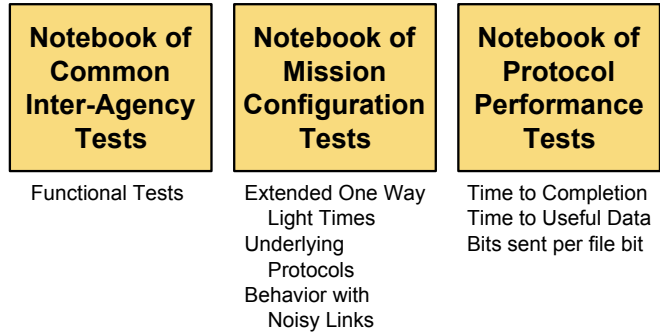 Notebook of
Common
Inter-Agency
Tests
Functional Tests
Notebook of
Mission
Configuration
Tests
Extended One Way
Light Times
Underlying
Protocols
Behavior with
Noisy Links
Notebook of
Protocol
Performance
Tests
Time to Completion
Time to Useful Data
Bits sent per file bit